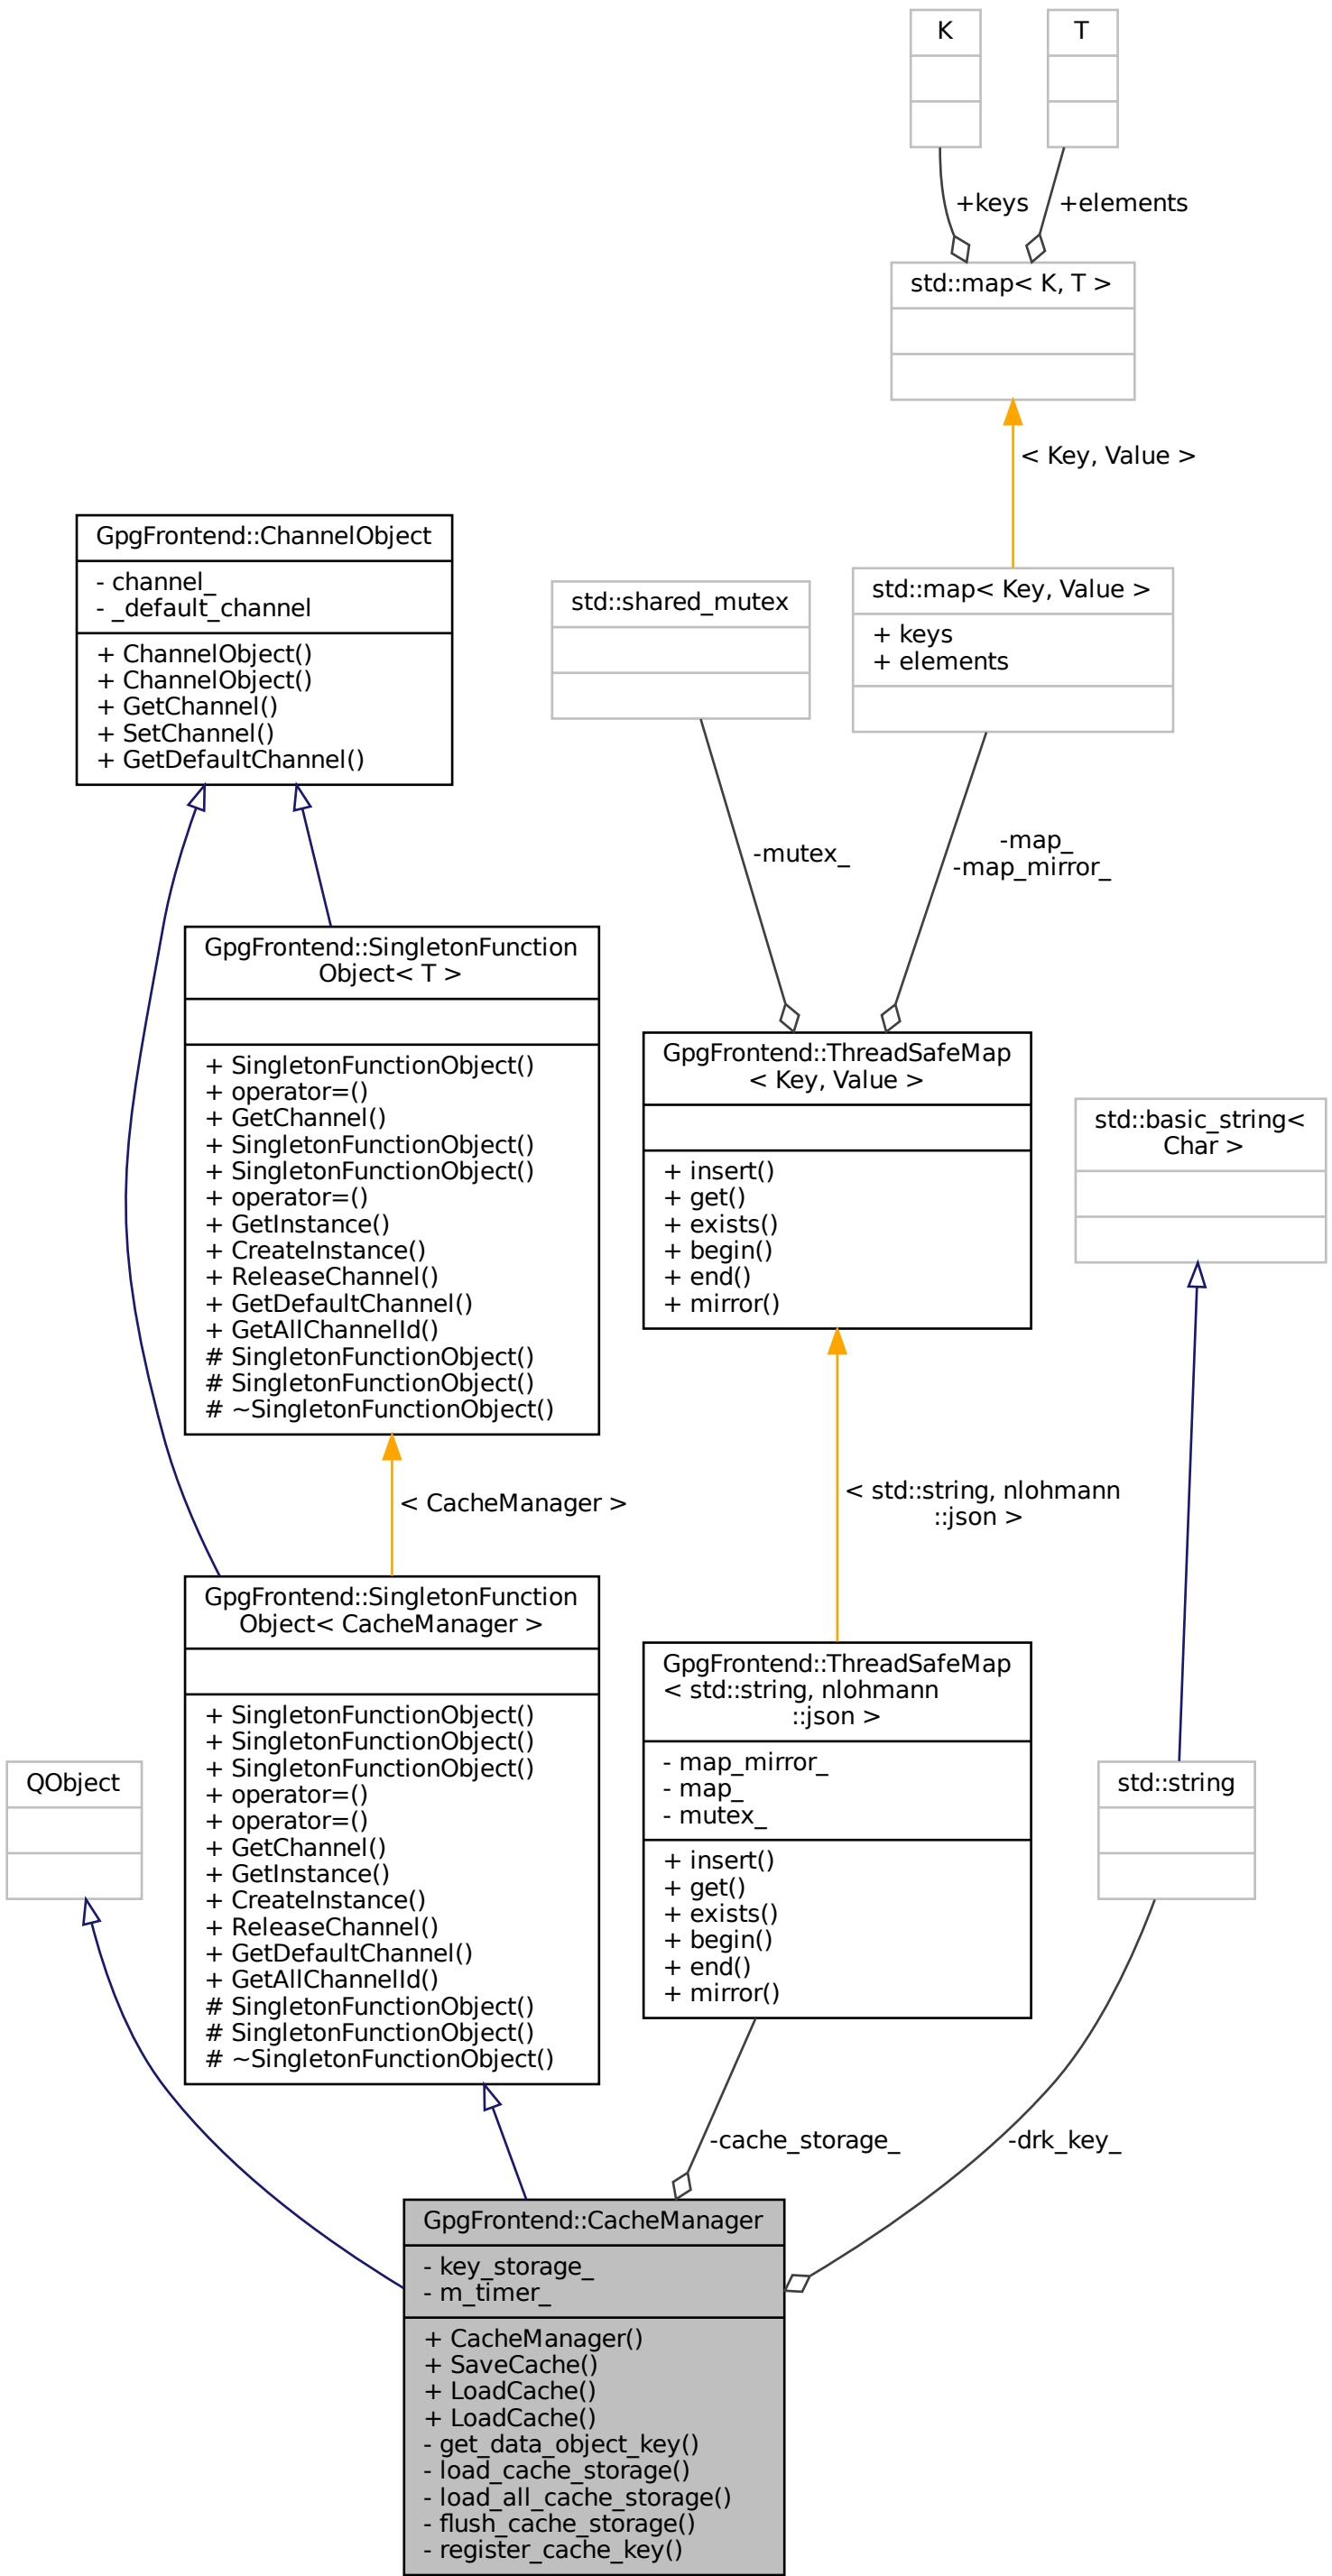 K
T
+keys
+elements
std::map< K, T >
< Key, Value >
GpgFrontend::ChannelObject
- channel_
- _default_channel
+ ChannelObject()
+ ChannelObject()
+ GetChannel()
+ SetChannel()
+ GetDefaultChannel()
std::shared_mutex
std::map< Key, Value >
+ keys
+ elements
-mutex_
-map_
-map_mirror_
GpgFrontend::SingletonFunction
Object< T >
+ SingletonFunctionObject()
+ operator=()
+ GetChannel()
+ SingletonFunctionObject()
+ SingletonFunctionObject()
+ operator=()
+ GetInstance()
+ CreateInstance()
+ ReleaseChannel()
+ GetDefaultChannel()
+ GetAllChannelId()
# SingletonFunctionObject()
# SingletonFunctionObject()
# ~SingletonFunctionObject()
GpgFrontend::ThreadSafeMap
< Key, Value >
+ insert()
+ get()
+ exists()
+ begin()
+ end()
+ mirror()
std::basic_string<
Char >
< CacheManager >
< std::string, nlohmann
::json >
GpgFrontend::SingletonFunction
Object< CacheManager >
+ SingletonFunctionObject()
+ SingletonFunctionObject()
+ SingletonFunctionObject()
+ operator=()
+ operator=()
+ GetChannel()
+ GetInstance()
+ CreateInstance()
+ ReleaseChannel()
+ GetDefaultChannel()
+ GetAllChannelId()
# SingletonFunctionObject()
# SingletonFunctionObject()
# ~SingletonFunctionObject()
GpgFrontend::ThreadSafeMap
< std::string, nlohmann
::json >
- map_mirror_
- map_
- mutex_
+ insert()
+ get()
+ exists()
+ begin()
+ end()
+ mirror()
QObject
std::string
-cache_storage_
-drk_key_
GpgFrontend::CacheManager
- key_storage_
- m_timer_
+ CacheManager()
+ SaveCache()
+ LoadCache()
+ LoadCache()
- get_data_object_key()
- load_cache_storage()
- load_all_cache_storage()
- flush_cache_storage()
- register_cache_key()